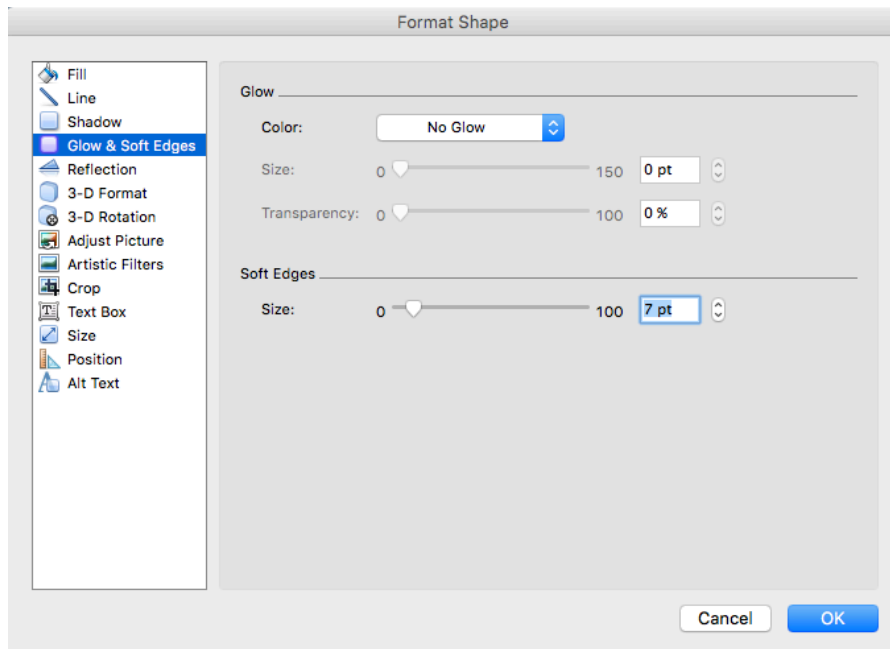 Format Shape
Fill
Line
Shadow
Glow & Soft Edges
Reflection
3-D Format
3-D Rotation
Adjust Picture
Artistic Filters
Crop
Text Box
Size
Position
Alt Text
Glow
Color: No Glow
Size: 0 150 0 pt
Transparency: 0 100 0 %
Soft Edges
Size: 0 100 7 pt
Cancel OK